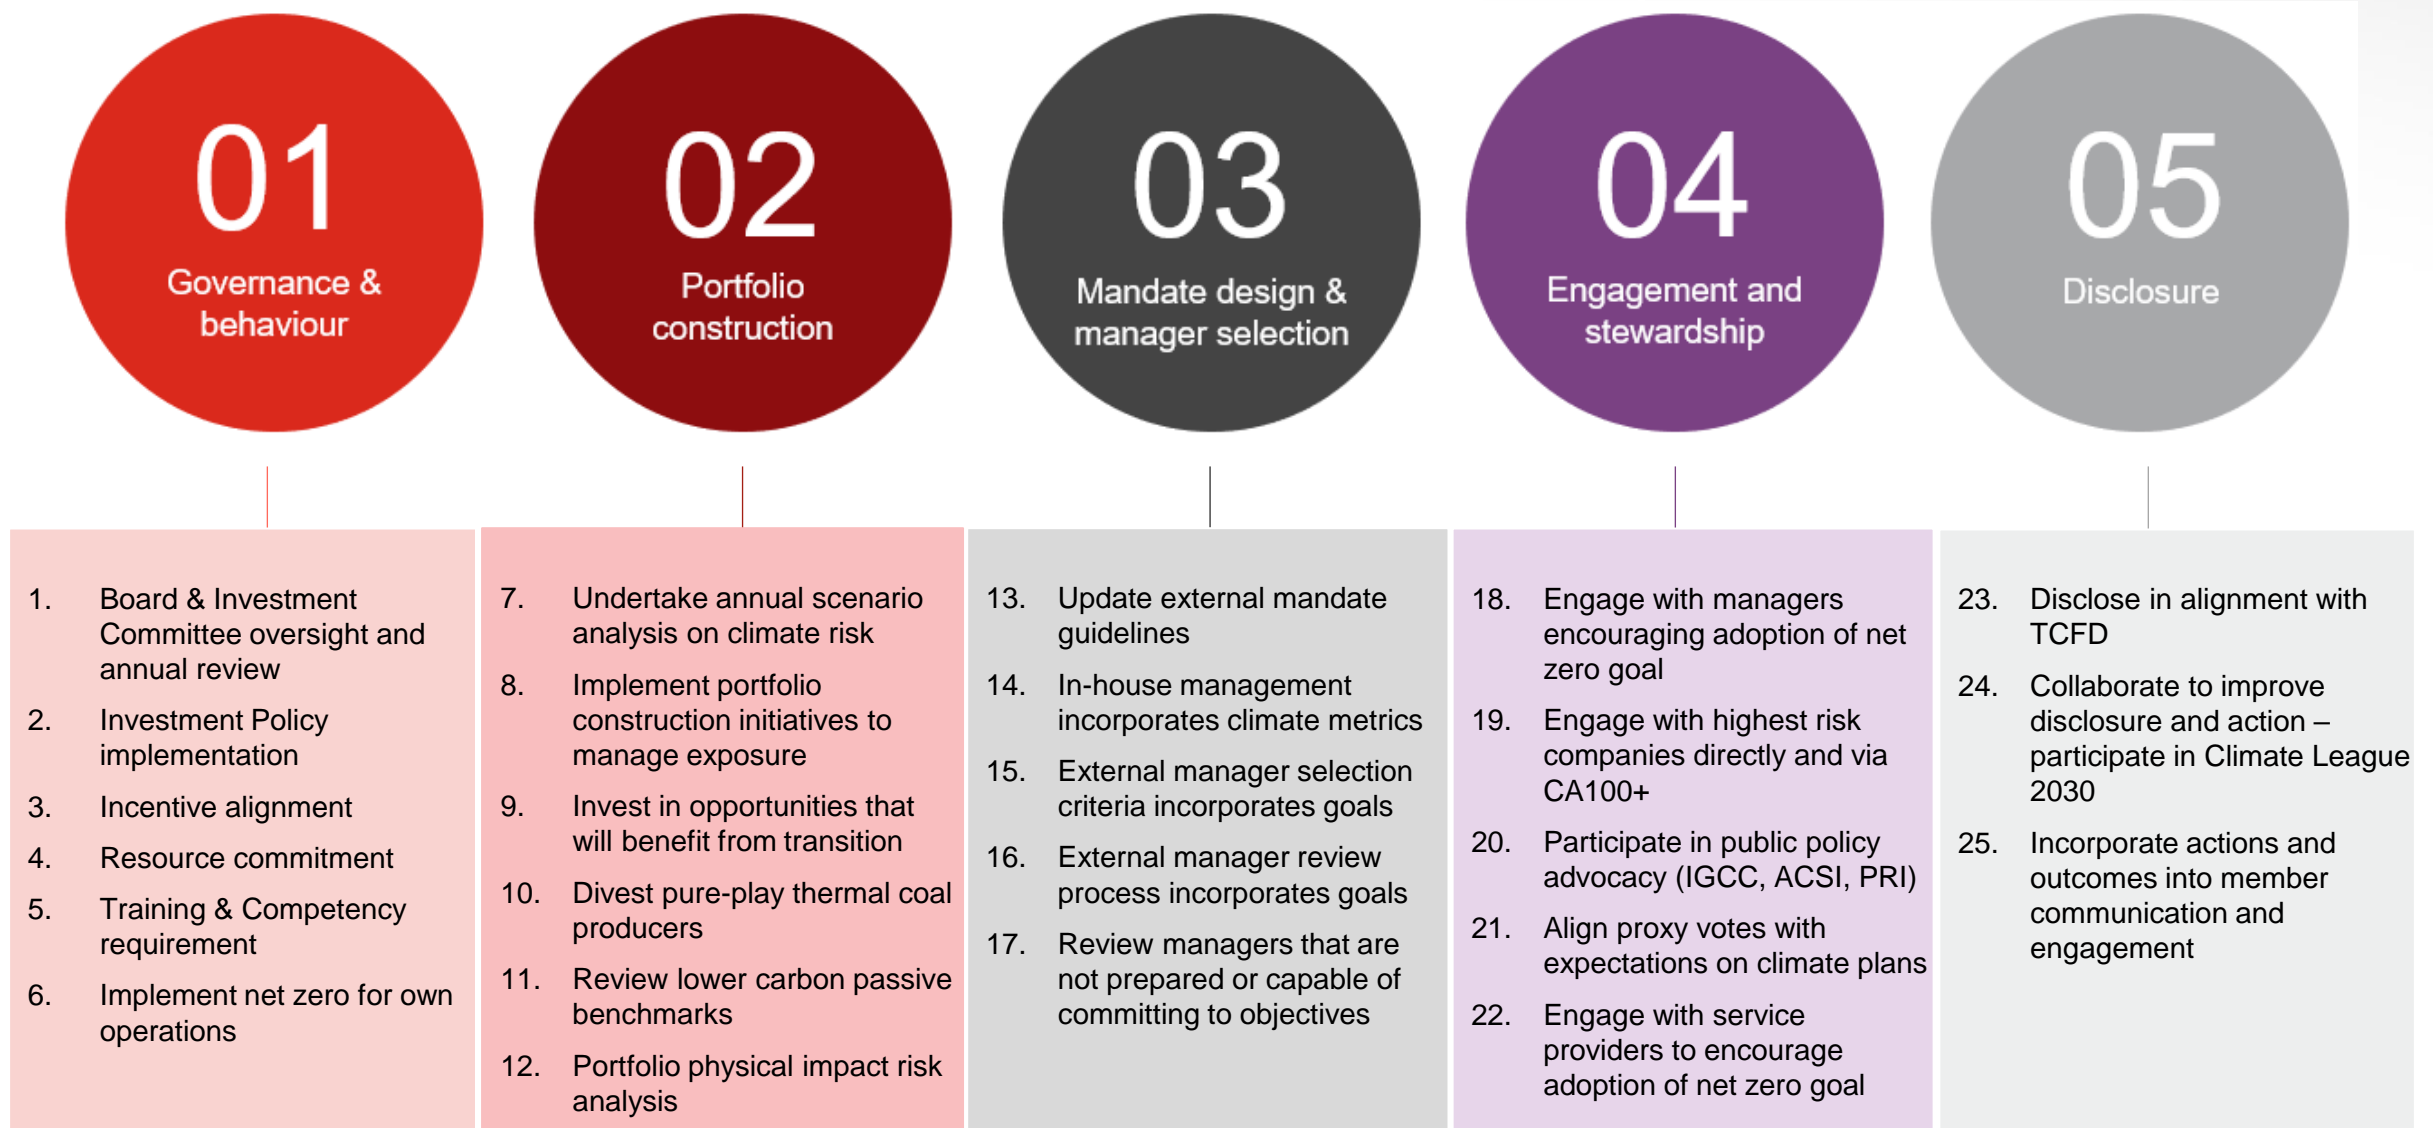 01
Governance &
behaviour
02
Portfolio
construction
03
Mandate design &
manager selection
04
Engagement and
stewardship
05
Disclosure
1. Board & Investment
Committee oversight and
annual review
2. Investment Policy
implementation
3. Incentive alignment
4. Resource commitment
5. Training & Competency
requirement
6. Implement net zero for own
operations
7. Undertake annual scenario
analysis on climate risk
8. Implement portfolio
construction initiatives to
manage exposure
9. Invest in opportunities that
will benefit from transition
10. Divest pure-play thermal coal
producers
11. Review lower carbon passive
benchmarks
12. Portfolio physical impact risk
analysis
13. Update external mandate
guidelines
14. In-house management
incorporates climate metrics
15. External manager selection
criteria incorporates goals
16. External manager review
process incorporates goals
17. Review managers that are
not prepared or capable of
committing to objectives
18. Engage with managers
encouraging adoption of net
zero goal
19. Engage with highest risk
companies directly and via
CA100+
20. Participate in public policy
advocacy (IGCC, ACSI, PRI)
21. Align proxy votes with
expectations on climate plans
22. Engage with service
providers to encourage
adoption of net zero goal
23. Disclose in alignment with
TCFD
24. Collaborate to improve
disclosure and action –
participate in Climate League
2030
25. Incorporate actions and
outcomes into member
communication and
engagement